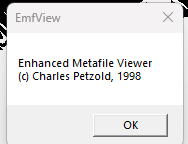 EmfView
Enhanced Metafile Viewer
(c) Charles Petzold, 1998
OK